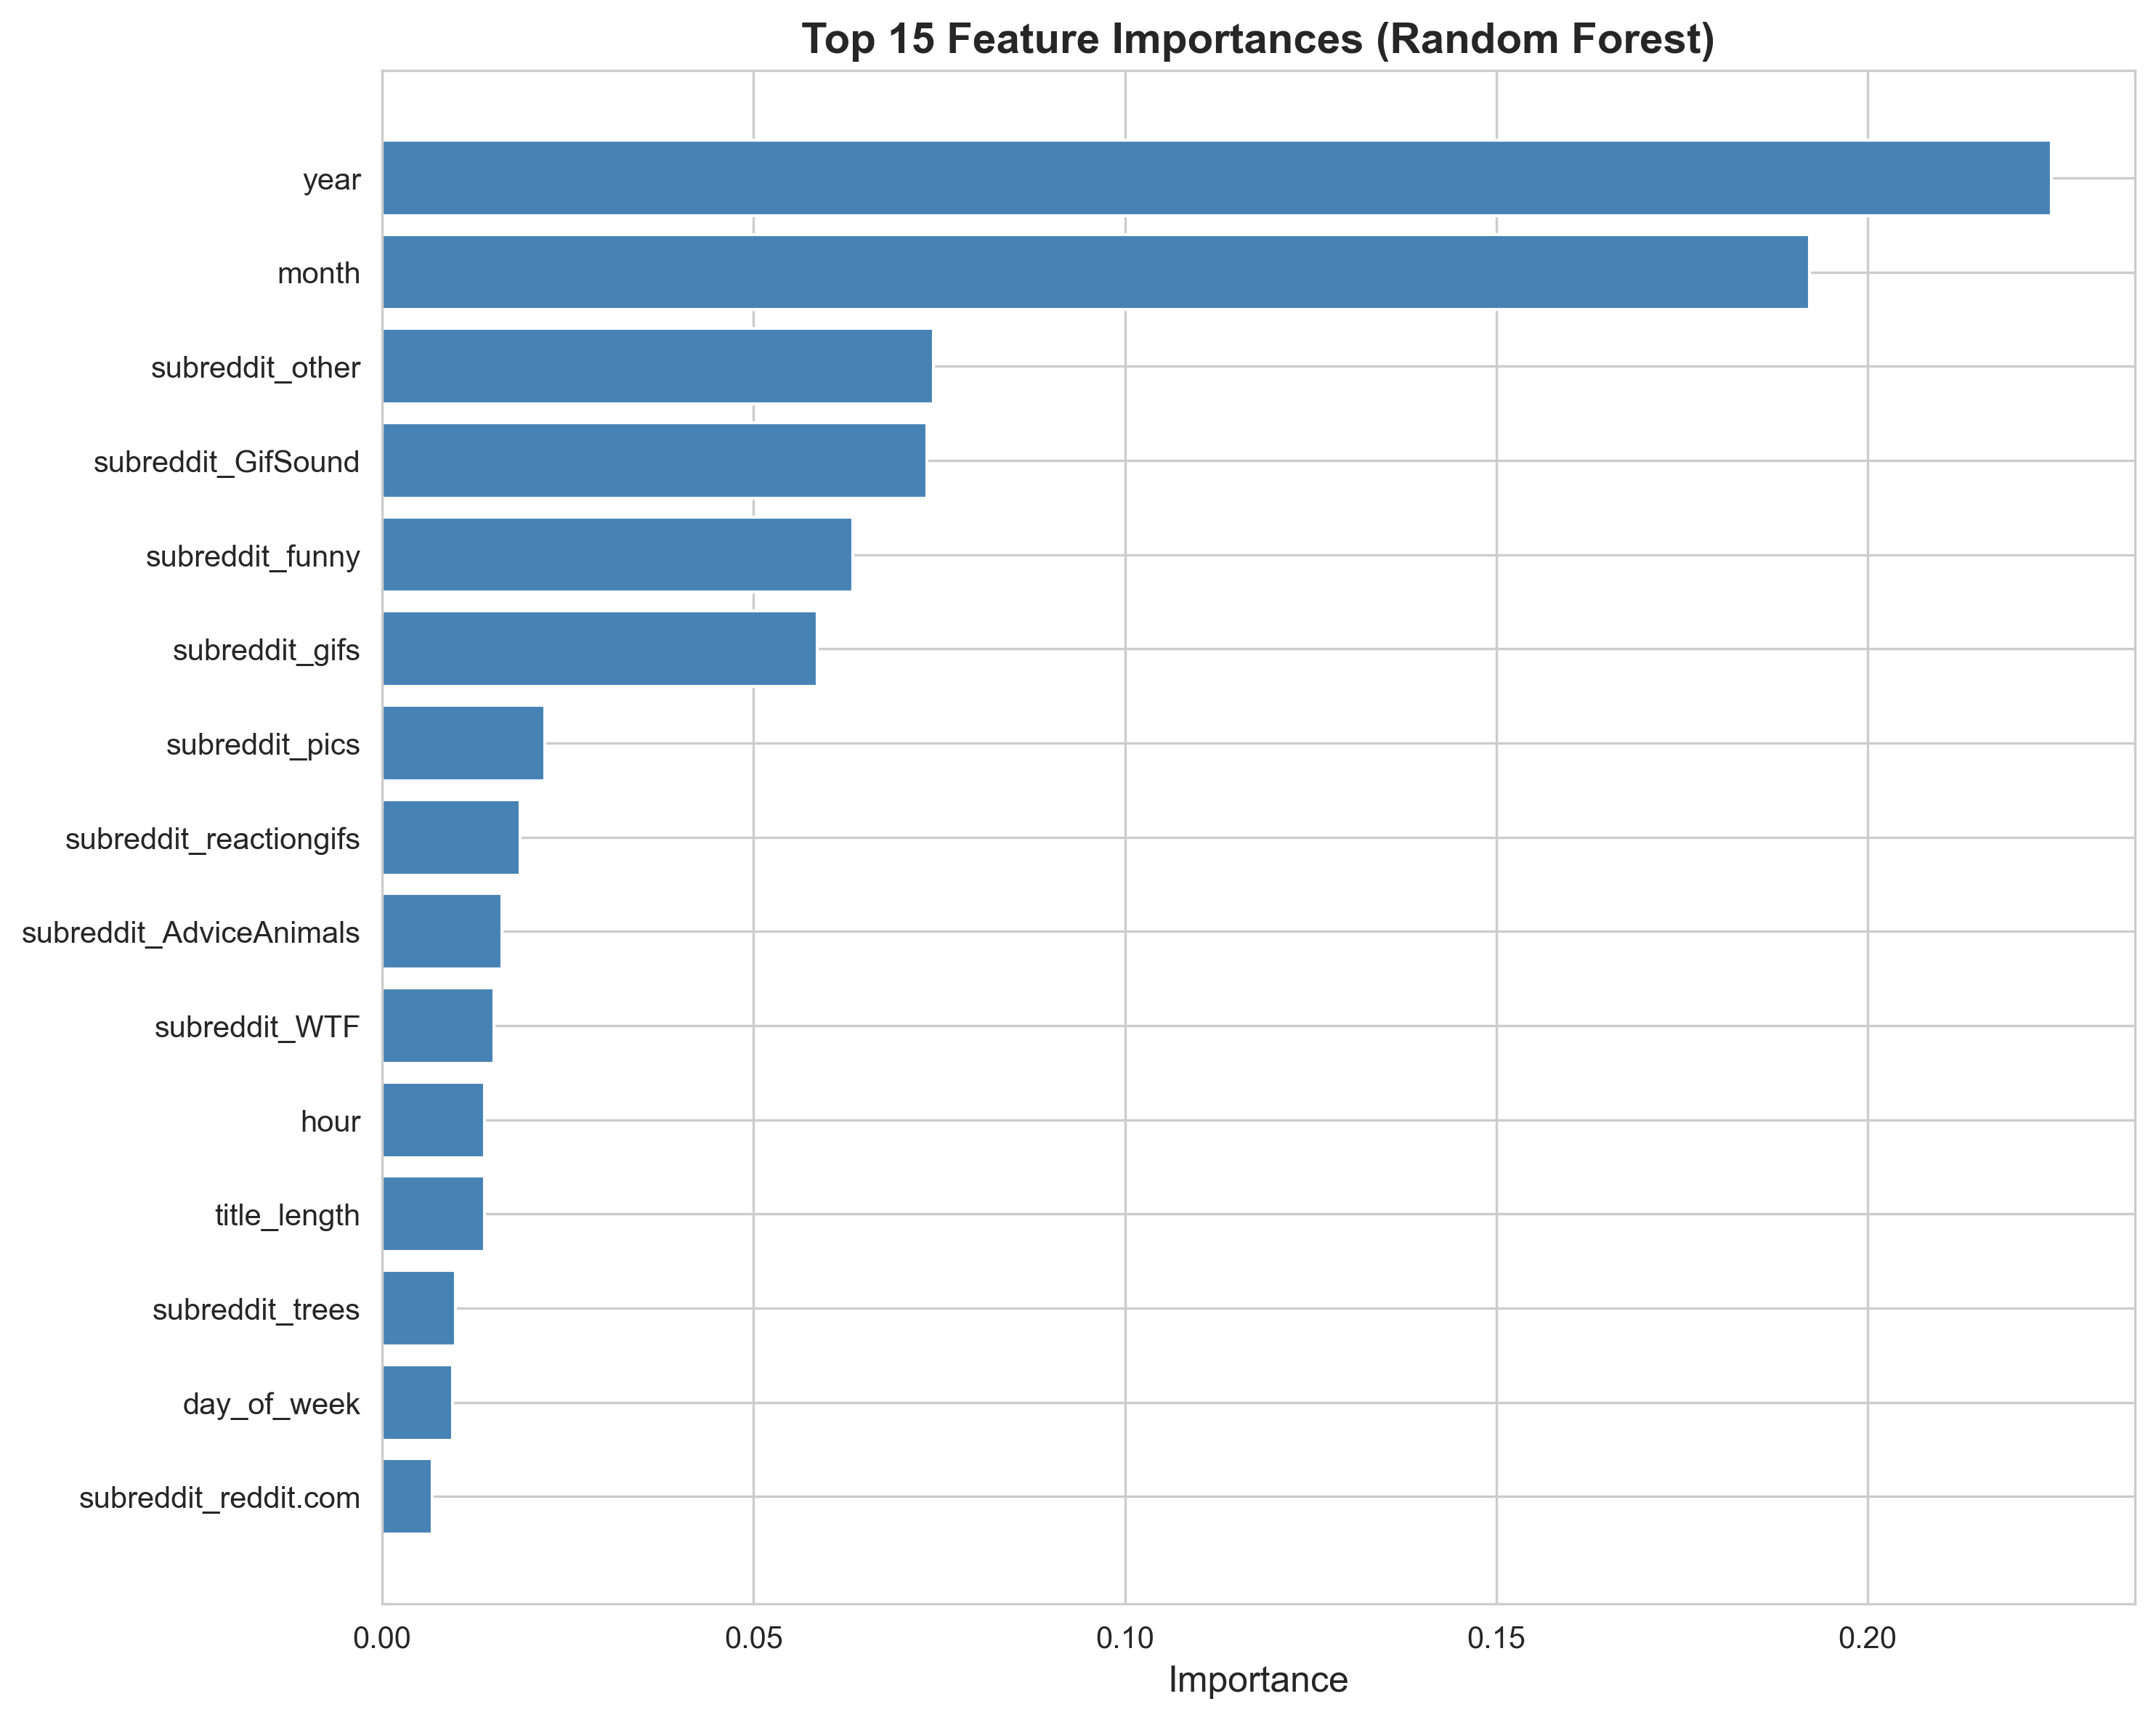 Top 15 Feature Importances (Random Forest)
year
month
subreddit_other
subreddit_GifSound
subreddit_funny
subreddit_gifs
subreddit_pics
subreddit_reactiongifs
subreddit_AdviceAnimals
subreddit_WTF
hour
title_length
subreddit_trees
day_of_week
subreddit_reddit.com
0.00 0.05 0.10 0.15 0.20
Importance